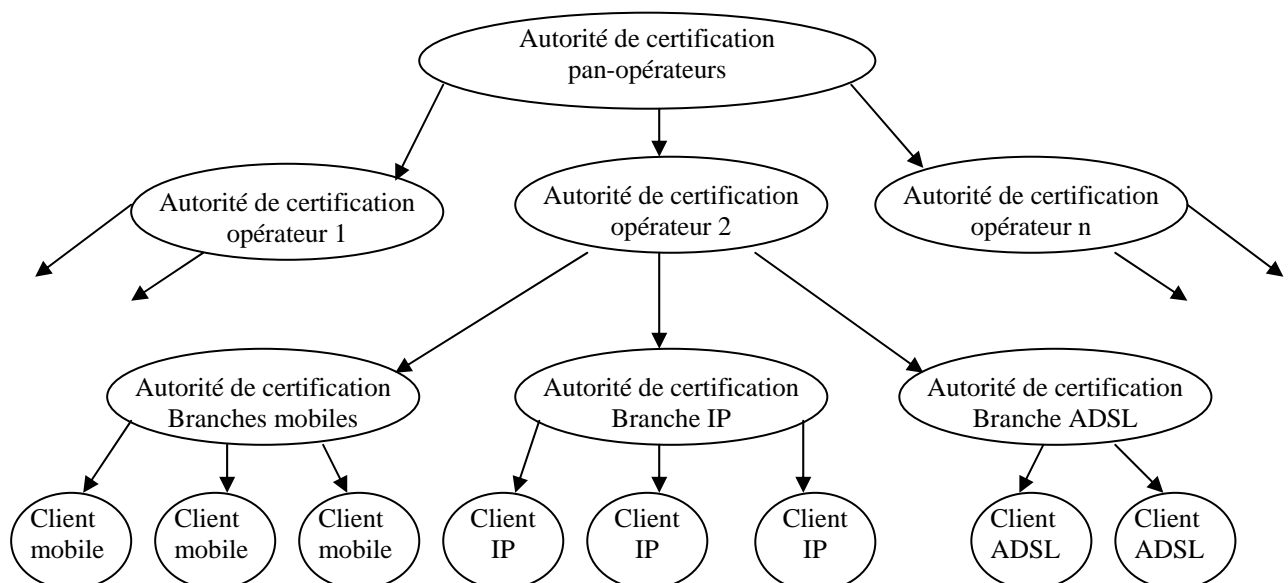 Autorité de certification
pan-opérateurs
Autorité de certification
opérateur 1
Autorité de certification
opérateur 2
Autorité de certification
opérateur n
Autorité de certification
Branches mobiles
Autorité de certification
Branche IP
Autorité de certification
Branche ADSL
Client
mobile
Client
mobile
Client
mobile
Client
IP
Client
IP
Client
IP
Client
ADSL
Client
ADSL